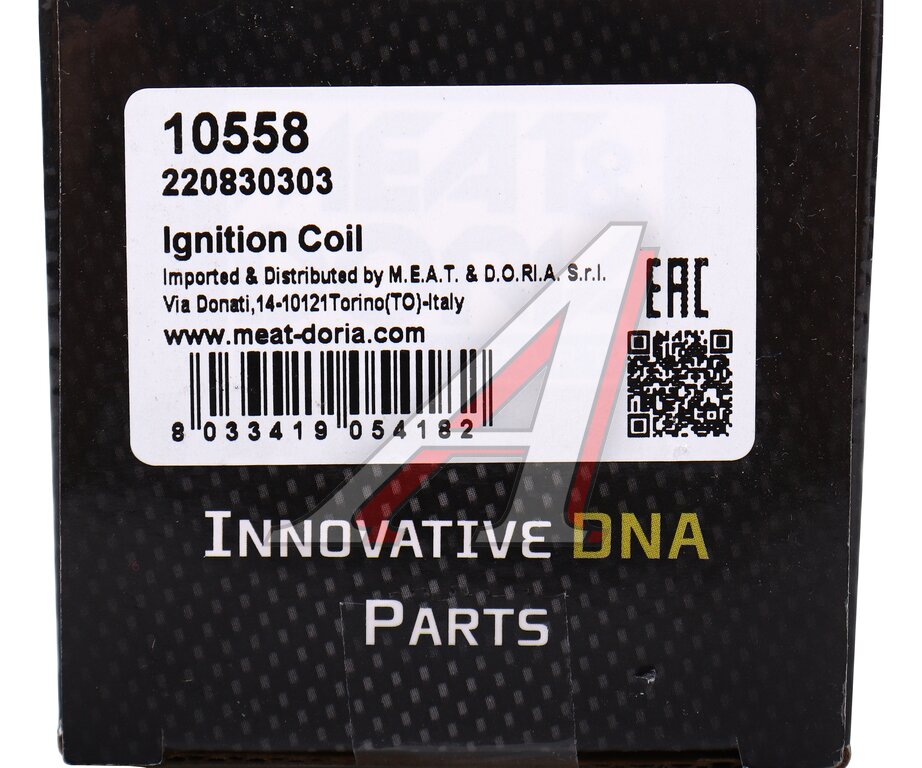 10558
220830303
Ignition Coil
Imported & Distributed by M.E.A.T. & D.O.RI.A. S.r.l.
Via Donati,14-10121Torino(TO)-Italy
www.meat-doria.com
EAC
8 033419 054182
INNOVATIVE DNA
PARTS